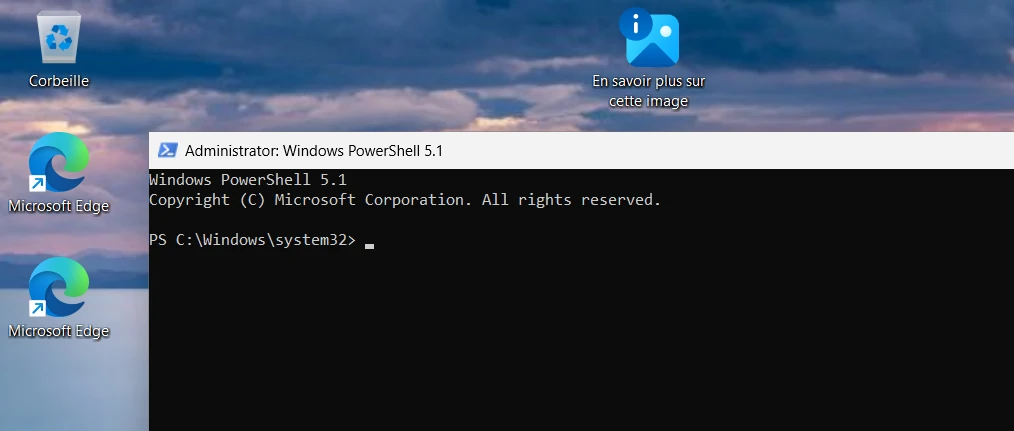 Corbeille
En savoir plus sur
cette image
Microsoft Edge
Microsoft Edge
Administrator: Windows PowerShell 5.1
Windows PowerShell 5.1
Copyright (C) Microsoft Corporation. All rights reserved.
PS C:\Windows\system32>